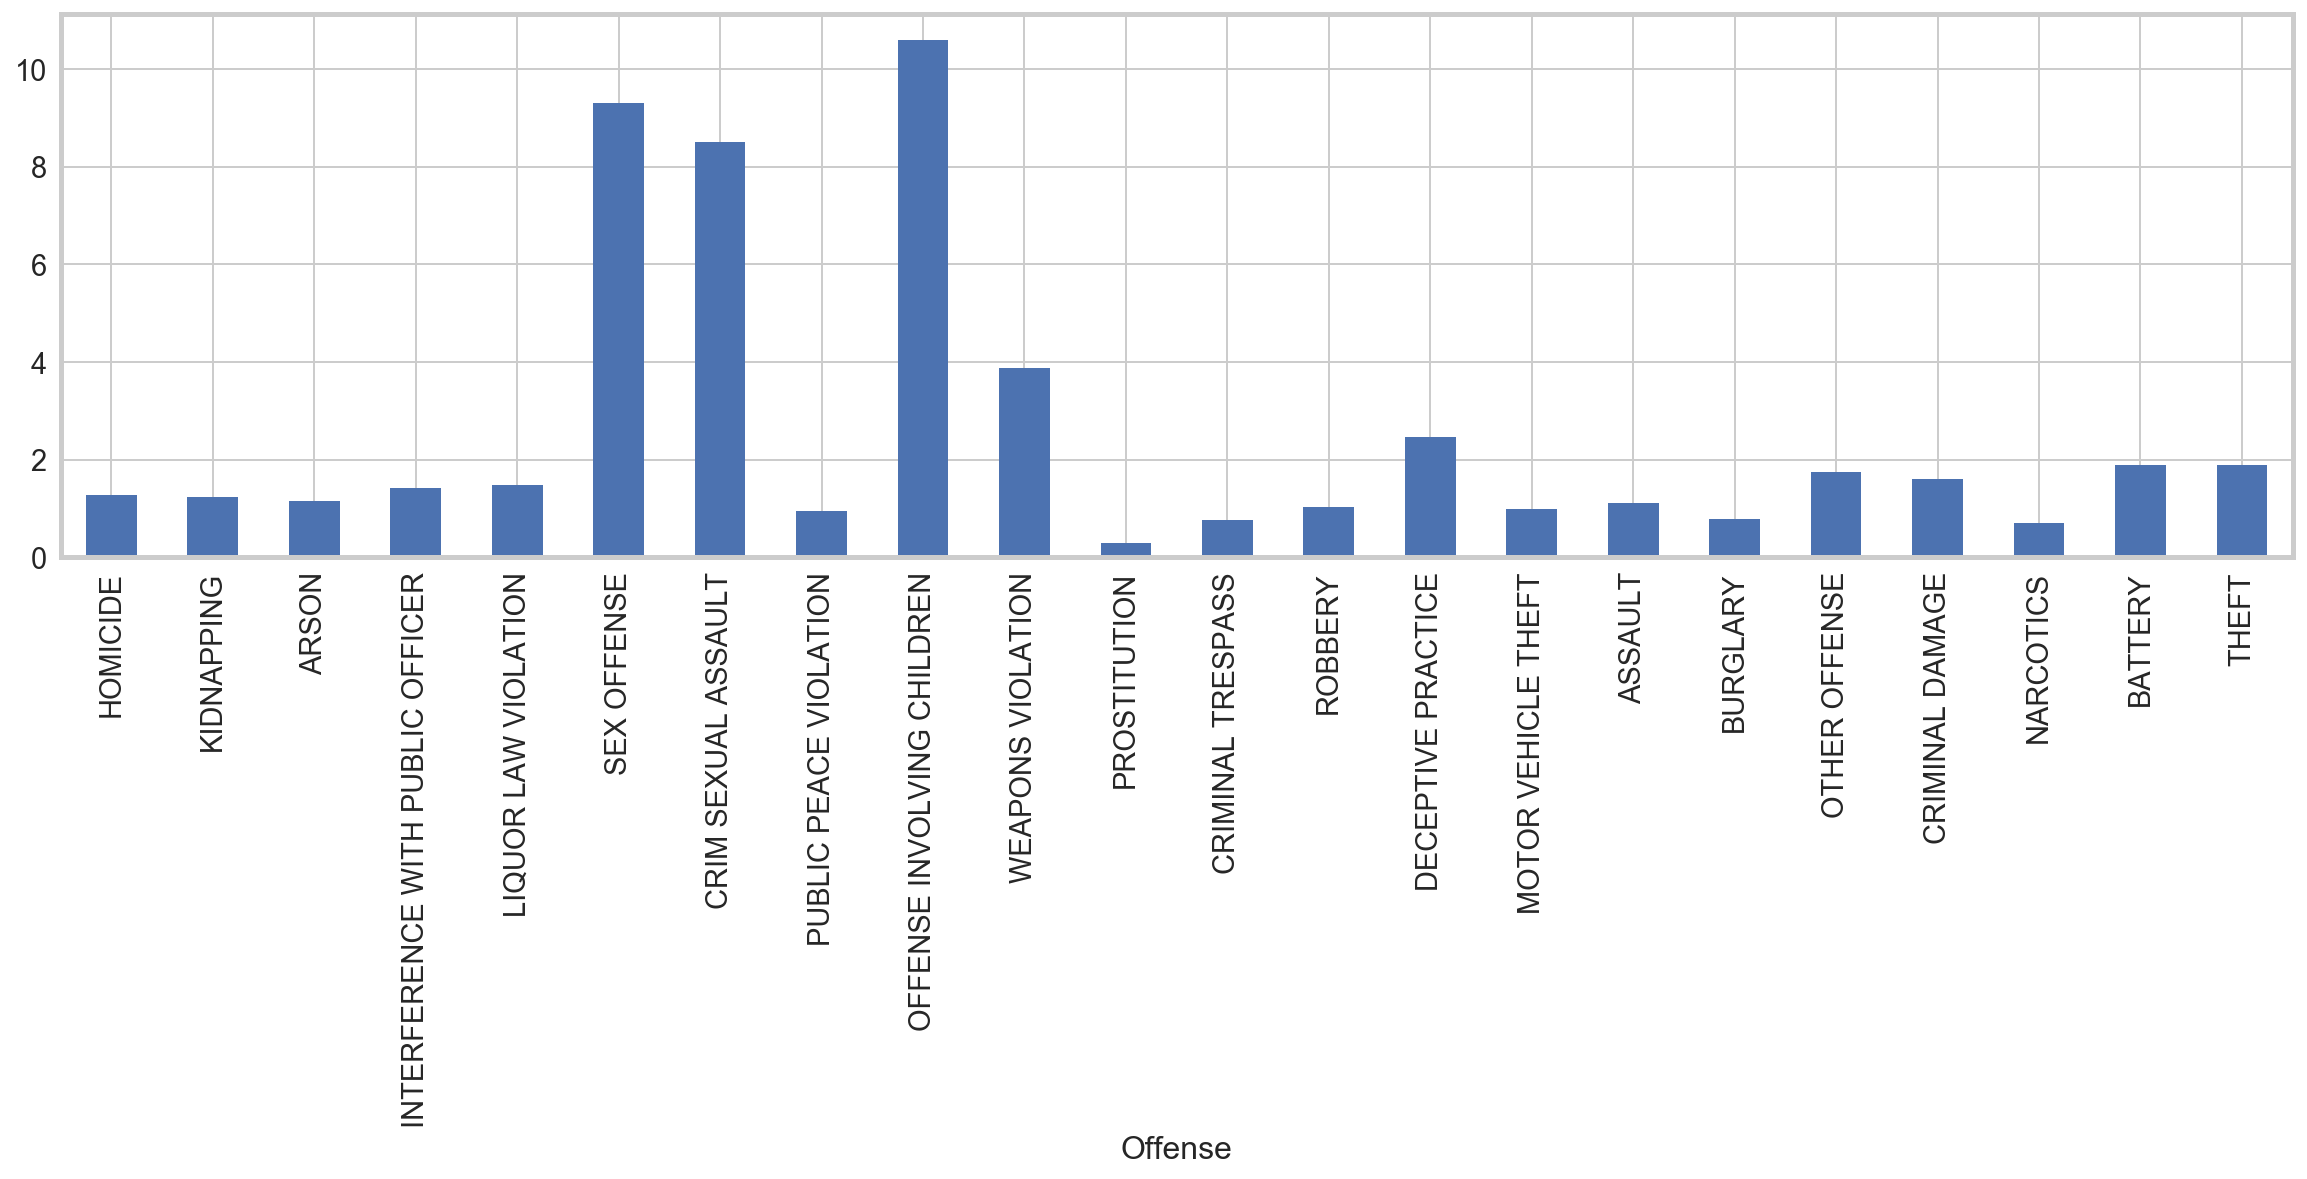 10
8
6
4
2
0
HOMICIDE
KIDNAPPING
ARSON
INTERFERENCE WITH PUBLIC OFFICER
LIQUOR LAW VIOLATION
SEX OFFENSE
CRIM SEXUAL ASSAULT
PUBLIC PEACE VIOLATION
OFFENSE INVOLVING CHILDREN
WEAPONS VIOLATION
PROSTITUTION
CRIMINAL TRESPASS
ROBBERY
DECEPTIVE PRACTICE
MOTOR VEHICLE THEFT
ASSAULT
BURGLARY
OTHER OFFENSE
CRIMINAL DAMAGE
NARCOTICS
BATTERY
THEFT
Offense